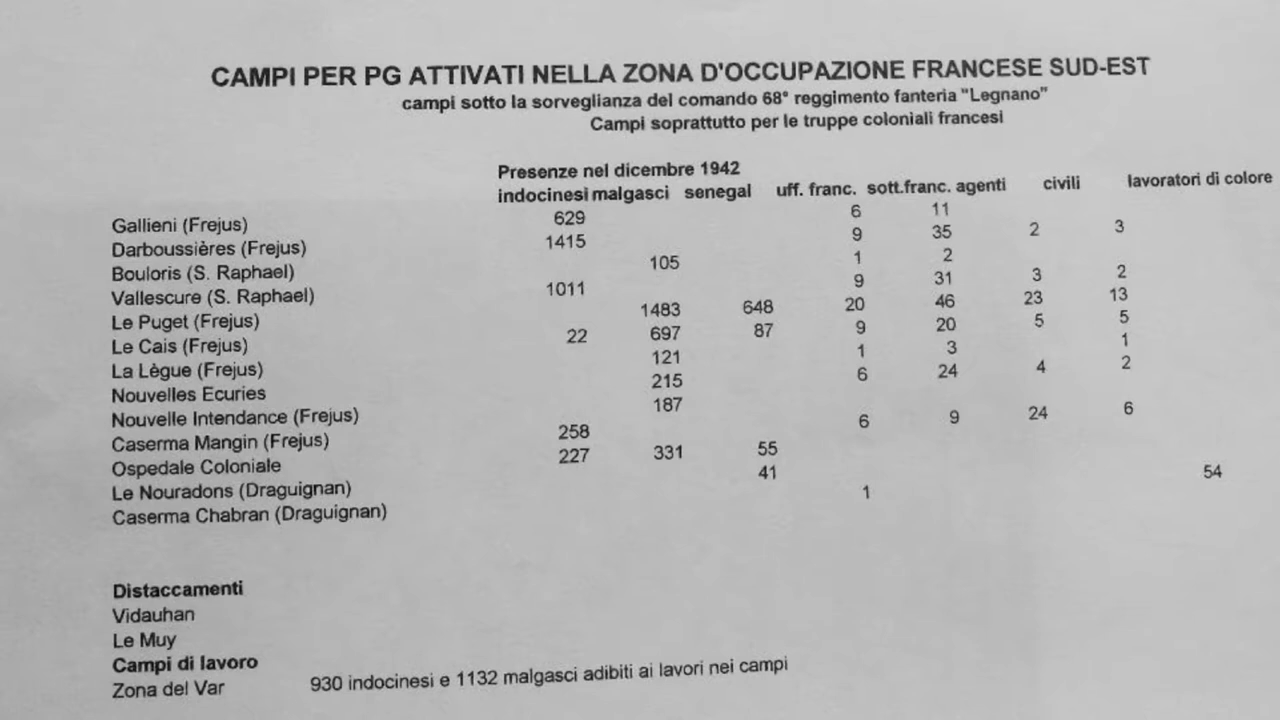 CAMPI PER PG ATTIVATI NELLA ZONA D'OCCUPAZIONE FRANCESE SUD-EST
campi sotto la sorveglianza del comando 68° reggimento fanteria "Legnano"
Campi soprattutto per le truppe coloniali francesi
Presenze nel dicembre 1942
indocinesi malgasci senegal uff. franc. sott.franc. agenti civili lavoratori di colore
Gallieni (Frejus) 629 6 11
Darboussières (Frejus) 1415 9 35 2 3
Bouloris (S. Raphael) 105 1 2
Vallescure (S. Raphael) 1011 9 31 3 2
Le Puget (Frejus) 1483 648 20 46 23 13
Le Cais (Frejus) 22 697 87 9 20 5 5
La Lègue (Frejus) 121 1 3 1
Nouvelles Ecuries 215 6 24 4 2
Nouvelle Intendance (Frejus) 187
Caserma Mangin (Frejus) 258 6 9 24 6
Ospedale Coloniale 227 331 55
Le Nouradons (Draguignan) 41 54
Caserma Chabran (Draguignan) 1
Distaccamenti
Vidauhan
Le Muy
Campi di lavoro
Zona del Var 930 indocinesi e 1132 malgasci adibiti ai lavori nei campi